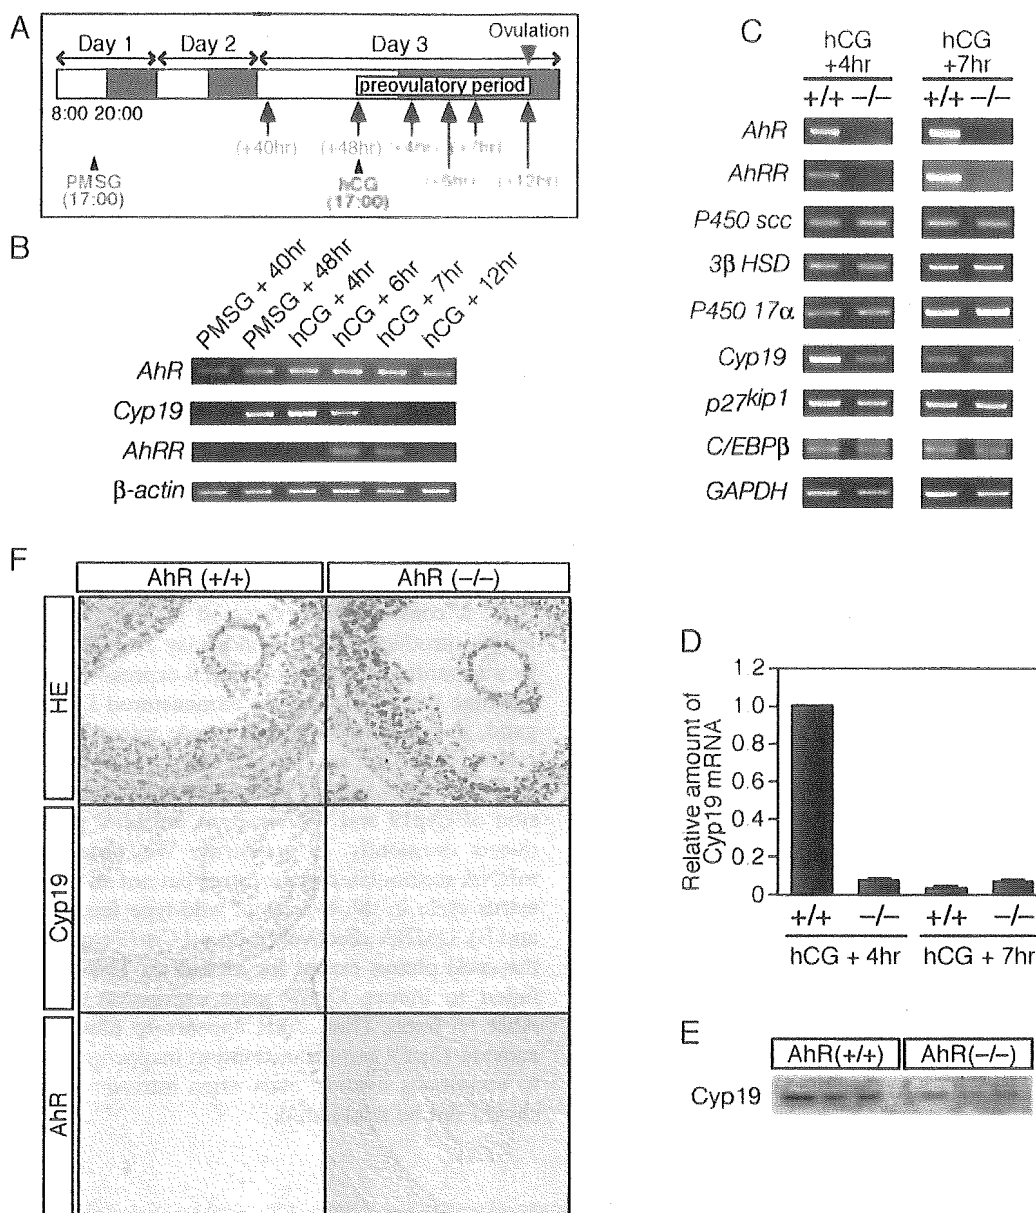 A
Ovulation
Day 1
Day 2
Day 3
preovulatory period
8:00 20:00
(+40hr)
(+48hr)
+4hr
(+7hr)
PMSG
(17:00)
hCG
(17:00)
(+12hr)
B
PMSG + 40hr
PMSG + 48hr
hCG + 4hr
hCG + 6hr
hCG + 7hr
hCG + 12hr
AhR
Cyp19
AhRR
β-actin
C
hCG +4hr
hCG +7hr
+/+ –/– +/+ –/–
AhR
AhRR
P450 scc
3β HSD
P450 17α
Cyp19
p27kip1
C/EBPβ
GAPDH
F
AhR (+/+)
AhR (–/–)
HE
Cyp19
AhR
D
Relative amount of
Cyp19 mRNA
1.2
1.0
0.8
0.6
0.4
0.2
0
+/+ –/– +/+ –/–
hCG + 4hr hCG + 7hr
E
AhR(+/+) AhR(–/–)
Cyp19